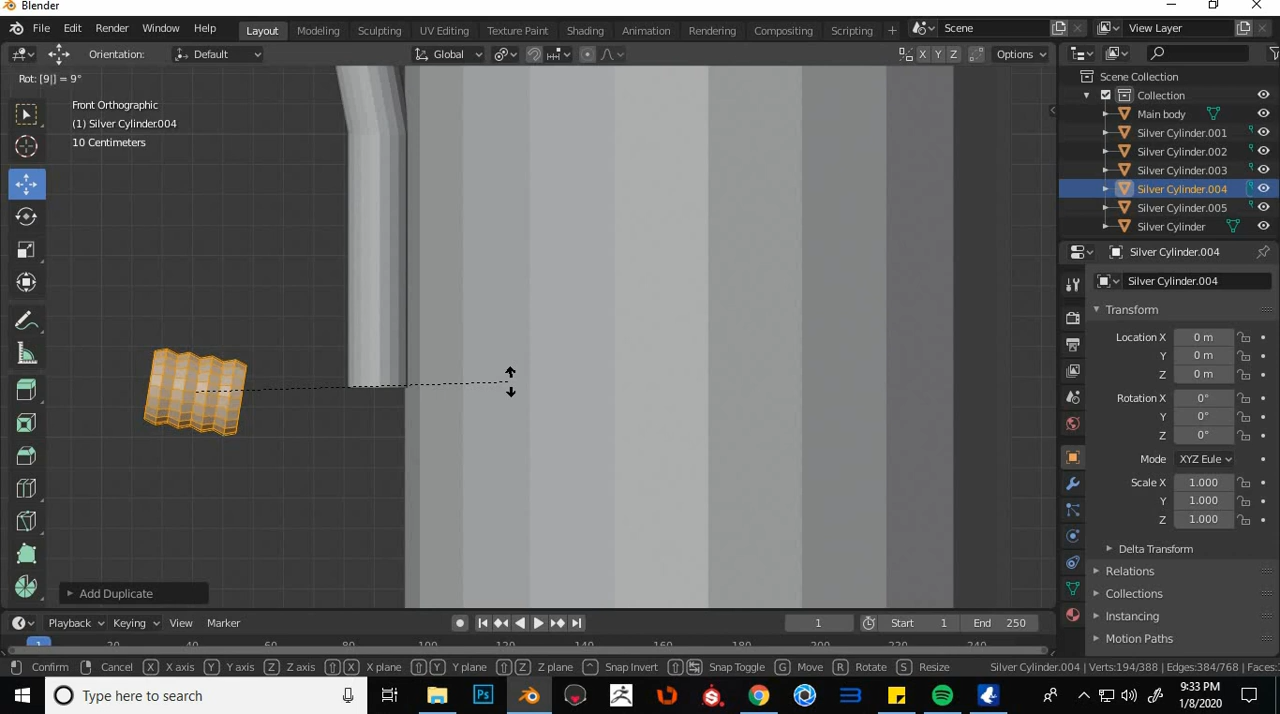 Blender
File Edit Render Window Help
Layout Modeling Sculpting UV Editing Texture Paint Shading Animation Rendering Compositing Scripting +
Scene
View Layer
Orientation: Default
Global
X Y Z
Options
Rot: [9|] = 9°
Front Orthographic
(1) Silver Cylinder.004
10 Centimeters
Scene Collection
Collection
Main body
Silver Cylinder.001
Silver Cylinder.002
Silver Cylinder.003
Silver Cylinder.004
Silver Cylinder.005
Silver Cylinder
Silver Cylinder.004
Silver Cylinder.004
Transform
Location X 0 m
Y 0 m
Z 0 m
Rotation X 0°
Y 0°
Z 0°
Mode XYZ Eule
Scale X 1.000
Y 1.000
Z 1.000
Delta Transform
Relations
Collections
Instancing
Motion Paths
Add Duplicate
Playback Keying View Marker
1
Start 1
End 250
1 20 40 60 80 100 120 140 160 180 200 220 240
Confirm Cancel X X axis Y Y axis Z Z axis X X plane Y Y plane Z Z plane ^ Snap Invert Snap Toggle G Move R Rotate S Resize
Silver Cylinder.004 | Verts:194/388 | Edges:384/768 | Faces:
Type here to search
Ps
9:33 PM
1/8/2020